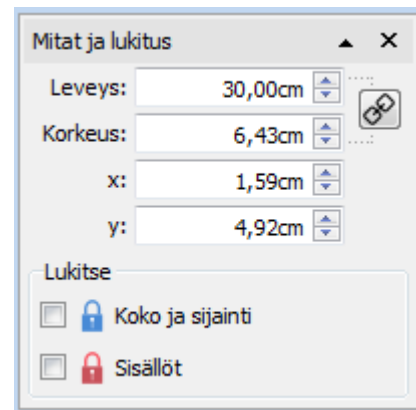 Mitat ja lukitus
Leveys: 30,00cm
Korkeus: 6,43cm
x: 1,59cm
y: 4,92cm
Lukitse
Koko ja sijainti
Sisällöt